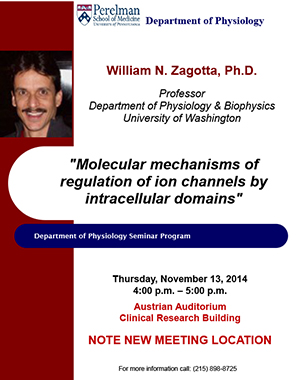 Perelman
School of Medicine
University of Pennsylvania
Department of Physiology
William N. Zagotta, Ph.D.
Professor
Department of Physiology & Biophysics
University of Washington
"Molecular mechanisms of
regulation of ion channels by
intracellular domains"
Department of Physiology Seminar Program
Thursday, November 13, 2014
4:00 p.m. – 5:00 p.m.
Austrian Auditorium
Clinical Research Building
NOTE NEW MEETING LOCATION
For more information call: (215) 898-8725